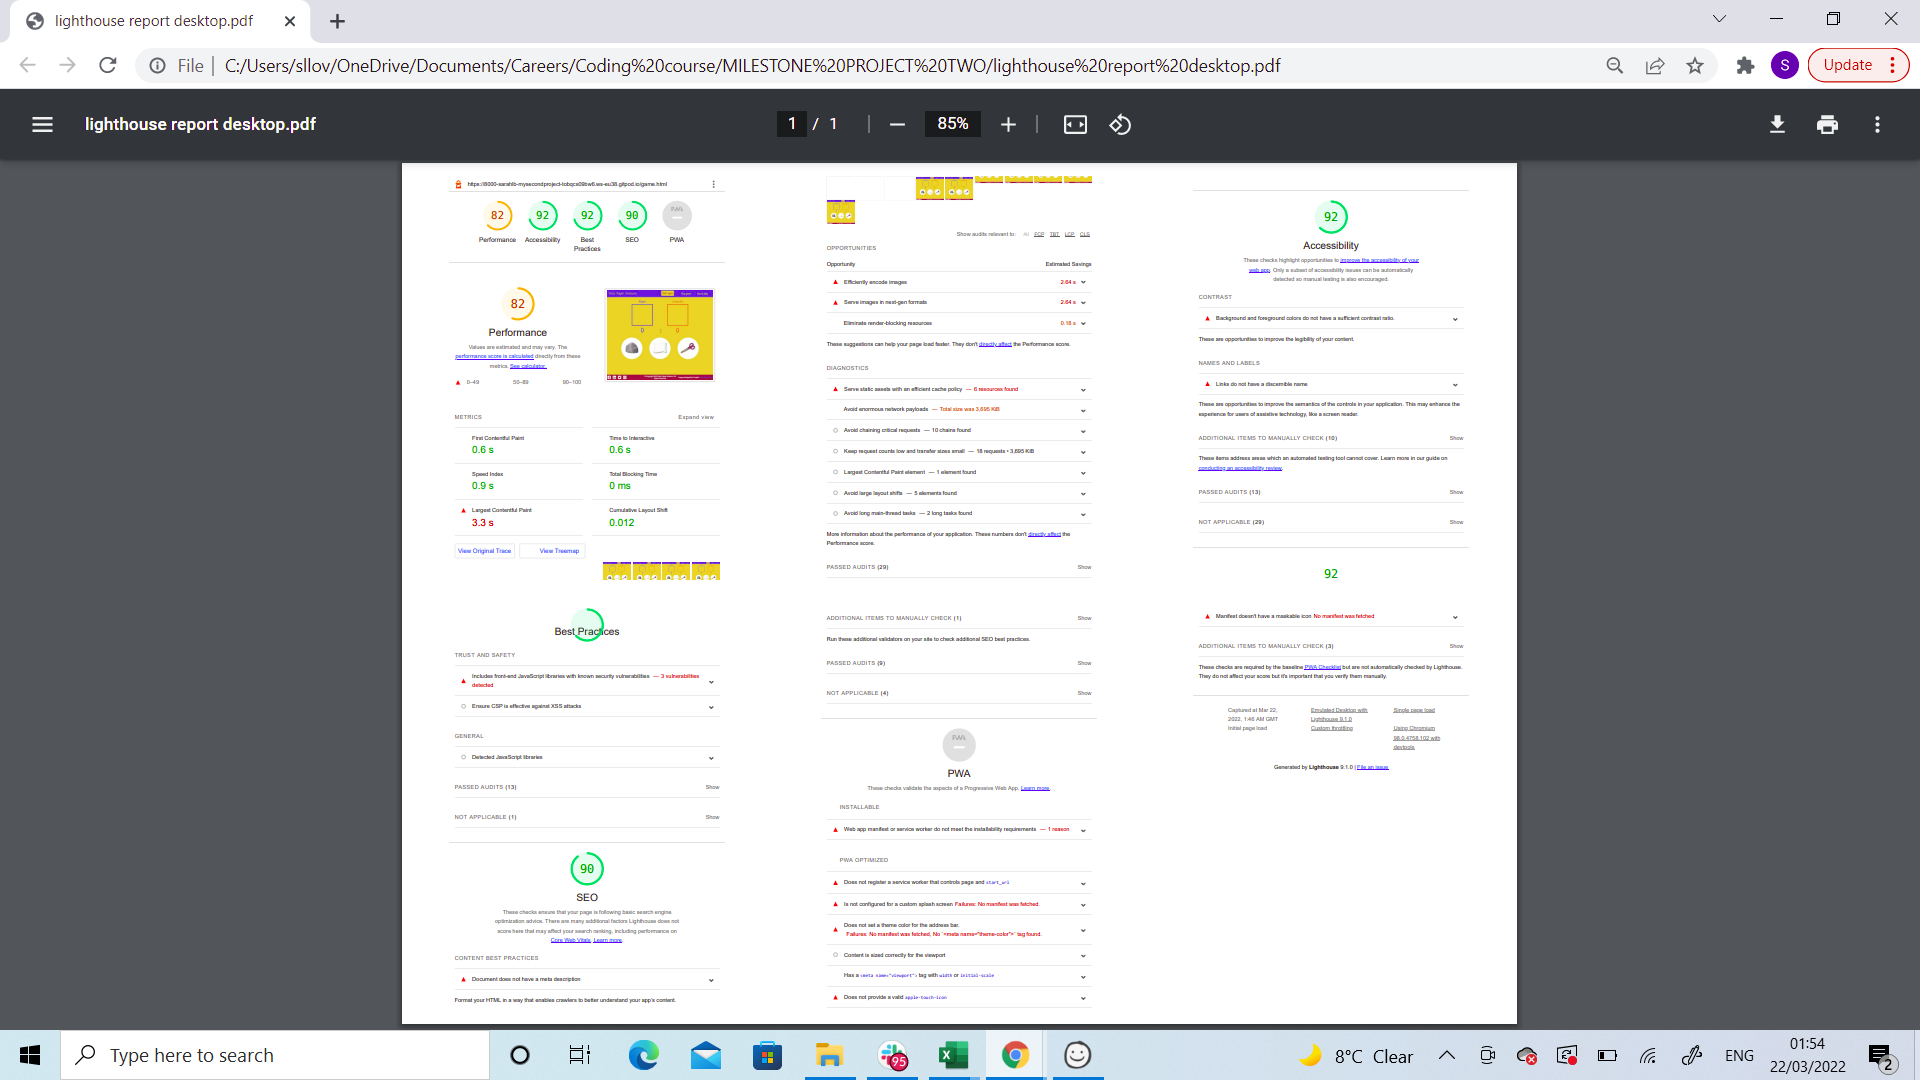 lighthouse report desktop.pdf
File
C:/Users/sllov/OneDrive/Documents/Careers/Coding%20course/MILESTONE%20PROJECT%20TWO/lighthouse%20report%20desktop.pdf
S
Update
lighthouse report desktop.pdf
1 / 1
85%
82
92
92
90
PWA
Performance
Accessibility
Best
Practices
SEO
PWA
82
Performance
Values are estimated and may vary. The
performance score is calculated directly from these
metrics. See calculator.
0–49
50–89
90–100
METRICS
Expand view
First Contentful Paint
0.6 s
Time to Interactive
0.6 s
Speed Index
0.9 s
Total Blocking Time
0 ms
Largest Contentful Paint
3.3 s
Cumulative Layout Shift
0.012
View Original Trace
View Treemap
Best Practices
TRUST AND SAFETY
Includes front-end JavaScript libraries with known security vulnerabilities — 3 vulnerabilities
detected
Ensure CSP is effective against XSS attacks
GENERAL
Detected JavaScript libraries
PASSED AUDITS (13)
Show
NOT APPLICABLE (1)
Show
90
SEO
These checks ensure that your page is following basic search engine
optimization advice. There are many additional factors Lighthouse does not
score here that may affect your search ranking, including performance on
Core Web Vitals. Learn more.
CONTENT BEST PRACTICES
Document does not have a meta description
Format your HTML in a way that enables crawlers to better understand your app's content.
Show audits relevant to: All FCP TBT LCP CLS
OPPORTUNITIES
Opportunity
Estimated Savings
Efficiently encode images
2.64 s
Serve images in next-gen formats
2.64 s
Eliminate render-blocking resources
0.18 s
These suggestions can help your page load faster. They don't directly affect the Performance score.
DIAGNOSTICS
Serve static assets with an efficient cache policy — 6 resources found
Avoid enormous network payloads — Total size was 3,695 KiB
Avoid chaining critical requests — 10 chains found
Keep request counts low and transfer sizes small — 18 requests • 3,695 KiB
Largest Contentful Paint element — 1 element found
Avoid large layout shifts — 5 elements found
Avoid long main-thread tasks — 2 long tasks found
More information about the performance of your application. These numbers don't directly affect the
Performance score.
PASSED AUDITS (29)
Show
ADDITIONAL ITEMS TO MANUALLY CHECK (1)
Show
Run these additional validators on your site to check additional SEO best practices.
PASSED AUDITS (9)
Show
NOT APPLICABLE (4)
Show
PWA
PWA
These checks validate the aspects of a Progressive Web App. Learn more.
INSTALLABLE
Web app manifest or service worker do not meet the installability requirements — 1 reason
PWA OPTIMIZED
Does not register a service worker that controls page and start_url
Is not configured for a custom splash screen Failures: No manifest was fetched.
Does not set a theme color for the address bar.
Failures: No manifest was fetched, No `<meta name="theme-color">` tag found.
Content is sized correctly for the viewport
Has a <meta name="viewport"> tag with width or initial-scale
Does not provide a valid apple-touch-icon
92
Accessibility
These checks highlight opportunities to improve the accessibility of your
web app. Only a subset of accessibility issues can be automatically
detected so manual testing is also encouraged.
CONTRAST
Background and foreground colors do not have a sufficient contrast ratio.
These are opportunities to improve the legibility of your content.
NAMES AND LABELS
Links do not have a discernible name
These are opportunities to improve the semantics of the controls in your application. This may enhance the
experience for users of assistive technology, like a screen reader.
ADDITIONAL ITEMS TO MANUALLY CHECK (10)
Show
These items address areas which an automated testing tool cannot cover. Learn more in our guide on
conducting an accessibility review.
PASSED AUDITS (13)
Show
NOT APPLICABLE (29)
Show
92
Manifest doesn't have a maskable icon No manifest was fetched
ADDITIONAL ITEMS TO MANUALLY CHECK (3)
Show
These checks are required by the baseline PWA Checklist but are not automatically checked by Lighthouse.
They do not affect your score but it's important that you verify them manually.
Captured at Mar 22,
2022, 1:46 AM GMT
Initial page load
Emulated Desktop with
Lighthouse 9.1.0
Custom throttling
Single page load
Using Chromium
98.0.4758.102 with
devtools
Generated by Lighthouse 9.1.0 | File an issue
Type here to search
95
8°C Clear
ENG
01:54
22/03/2022
2